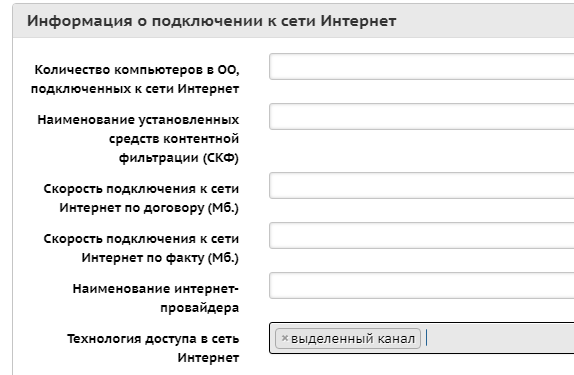 Информация о подключении к сети Интернет
Количество компьютеров в ОО,
подключенных к сети Интернет
Наименование установленных
средств контентной
фильтрации (СКФ)
Скорость подключения к сети
Интернет по договору (Мб.)
Скорость подключения к сети
Интернет по факту (Мб.)
Наименование интернет-
провайдера
Технология доступа в сеть
Интернет
× выделенный канал